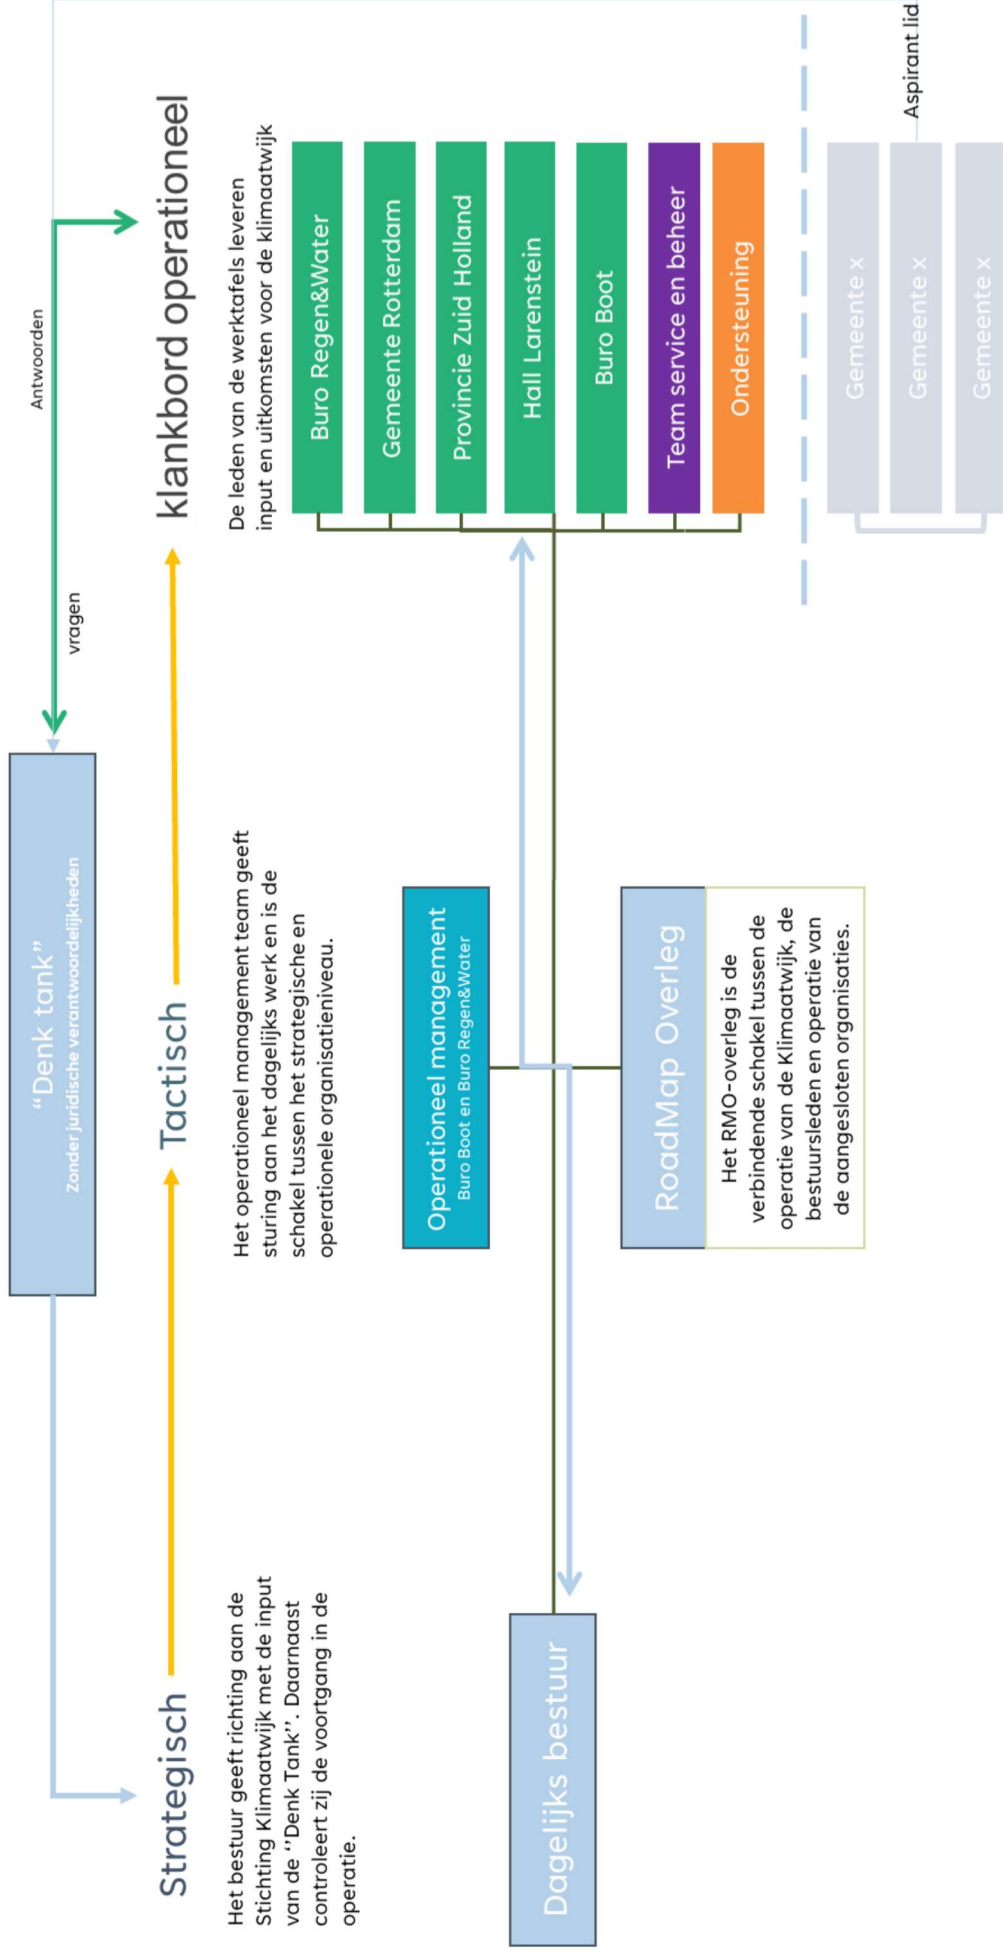 “Denk tank”
Zonder juridische verantwoordelijkheden
vragen
Antwoorden
Strategisch
Het bestuur geeft richting aan de
Stichting Klimaatwijk met de input
van de ‘’Denk Tank’’. Daarnaast
controleert zij de voortgang in de
operatie.
Tactisch
Het operationeel management team geeft
sturing aan het dagelijks werk en is de
schakel tussen het strategische en
operationele organisatieniveau.
klankbord operationeel
De leden van de werktafels leveren
input en uitkomsten voor de klimaatwijk
Dagelijks bestuur
Operationeel management
Buro Boot en Buro Regen&Water
RoadMap Overleg
Het RMO-overleg is de
verbindende schakel tussen de
operatie van de Klimaatwijk, de
bestuursleden en operatie van
de aangesloten organisaties.
Buro Regen&Water
Gemeente Rotterdam
Provincie Zuid Holland
Hall Larenstein
Buro Boot
Team service en beheer
Ondersteuning
Gemeente x
Gemeente x
Gemeente x
Aspirant lid